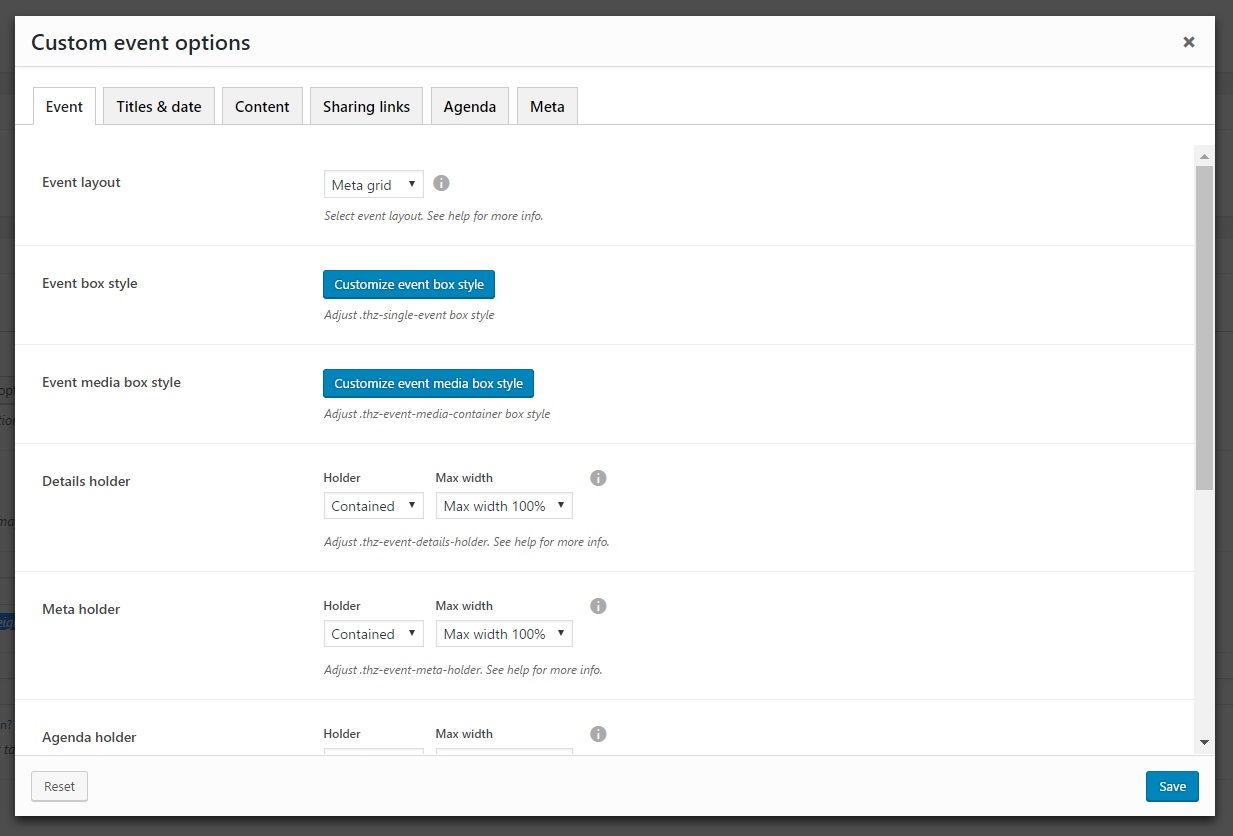 Custom event options
Event
Titles & date
Content
Sharing links
Agenda
Meta
Event layout
Meta grid
Select event layout. See help for more info.
Event box style
Customize event box style
Adjust .thz-single-event box style
Event media box style
Customize event media box style
Adjust .thz-event-media-container box style
Details holder
Holder
Max width
Contained
Max width 100%
Adjust .thz-event-details-holder. See help for more info.
Meta holder
Holder
Max width
Contained
Max width 100%
Adjust .thz-event-meta-holder. See help for more info.
Agenda holder
Holder
Max width
Reset
Save